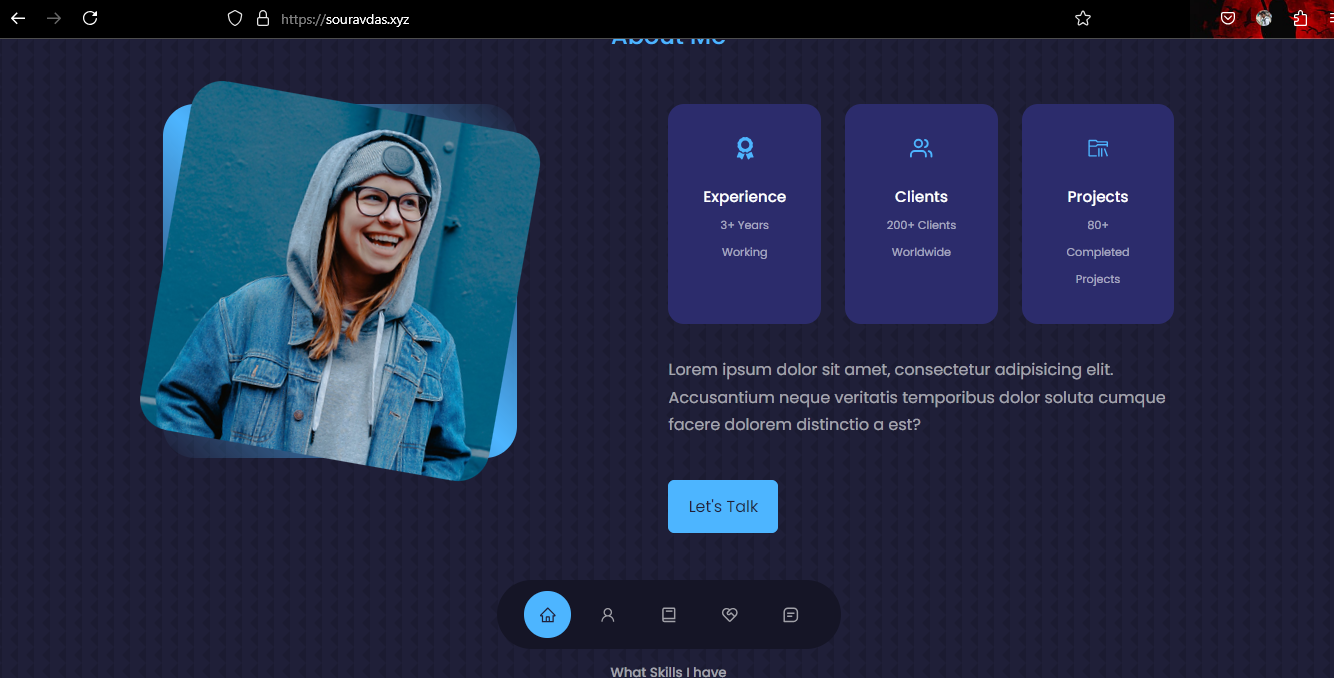 https://souravdas.xyz
About Me
Experience
3+ Years
Working
Clients
200+ Clients
Worldwide
Projects
80+
Completed
Projects
Lorem ipsum dolor sit amet, consectetur adipisicing elit.
Accusantium neque veritatis temporibus dolor soluta cumque
facere dolorem distinctio a est?
Let's Talk
What Skills I have